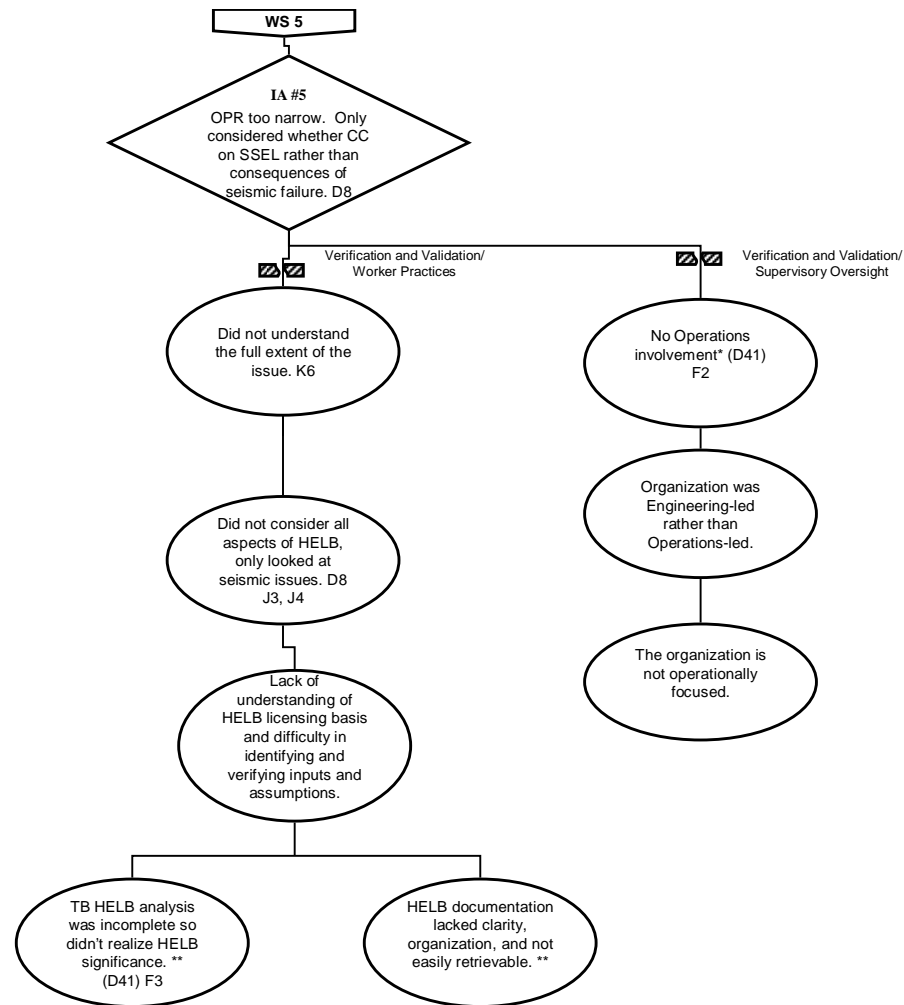 WS 5
IA #5
OPR too narrow. Only
considered whether CC
on SSEL rather than
consequences of
seismic failure. D8
Verification and Validation/
Worker Practices
Verification and Validation/
Supervisory Oversight
Did not understand
the full extent of the
issue. K6
No Operations
involvement* (D41)
F2
Organization was
Engineering-led
rather than
Operations-led.
Did not consider all
aspects of HELB,
only looked at
seismic issues. D8
J3, J4
The organization is
not operationally
focused.
Lack of
understanding of
HELB licensing basis
and difficulty in
identifying and
verifying inputs and
assumptions.
TB HELB analysis
was incomplete so
didn't realize HELB
significance. **
(D41) F3
HELB documentation
lacked clarity,
organization, and not
easily retrievable. **